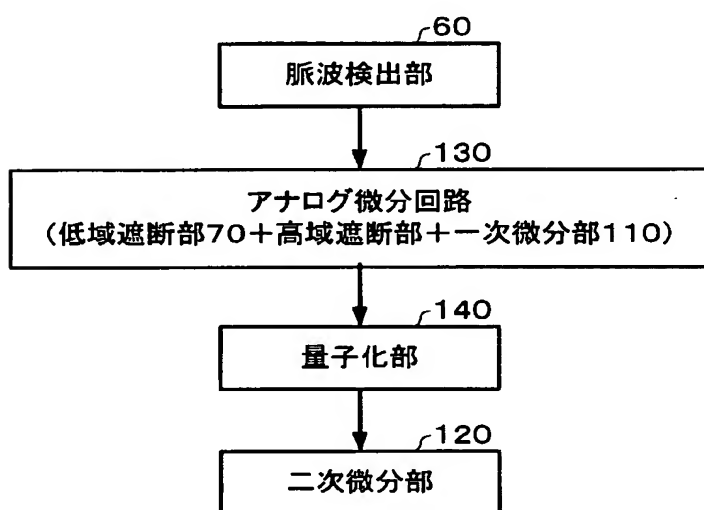 60
脈波検出部
130
アナログ微分回路
(低域遮断部70+高域遮断部+一次微分部110)
140
量子化部
120
二次微分部